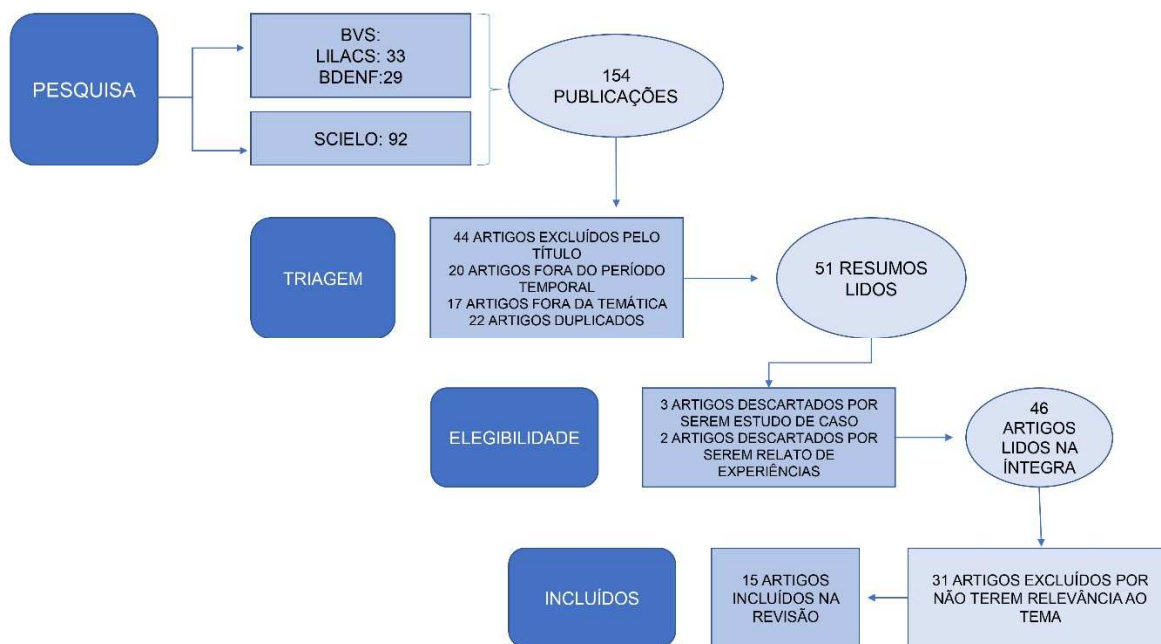 PESQUISA
BVS:
LILACS: 33
BDENF:29
SCIELO: 92
154
PUBLICAÇÕES
TRIAGEM
44 ARTIGOS EXCLUÍDOS PELO
TÍTULO
20 ARTIGOS FORA DO PERÍODO
TEMPORAL
17 ARTIGOS FORA DA TEMÁTICA
22 ARTIGOS DUPLICADOS
51 RESUMOS
LIDOS
ELEGIBILIDADE
3 ARTIGOS DESCARTADOS POR
SEREM ESTUDO DE CASO
2 ARTIGOS DESCARTADOS POR
SEREM RELATO DE
EXPERIÊNCIAS
46
ARTIGOS
LIDOS NA
ÍNTEGRA
INCLUÍDOS
15 ARTIGOS
INCLUÍDOS NA
REVISÃO
31 ARTIGOS EXCLUÍDOS POR
NÃO TEREM RELEVÂNCIA AO
TEMA